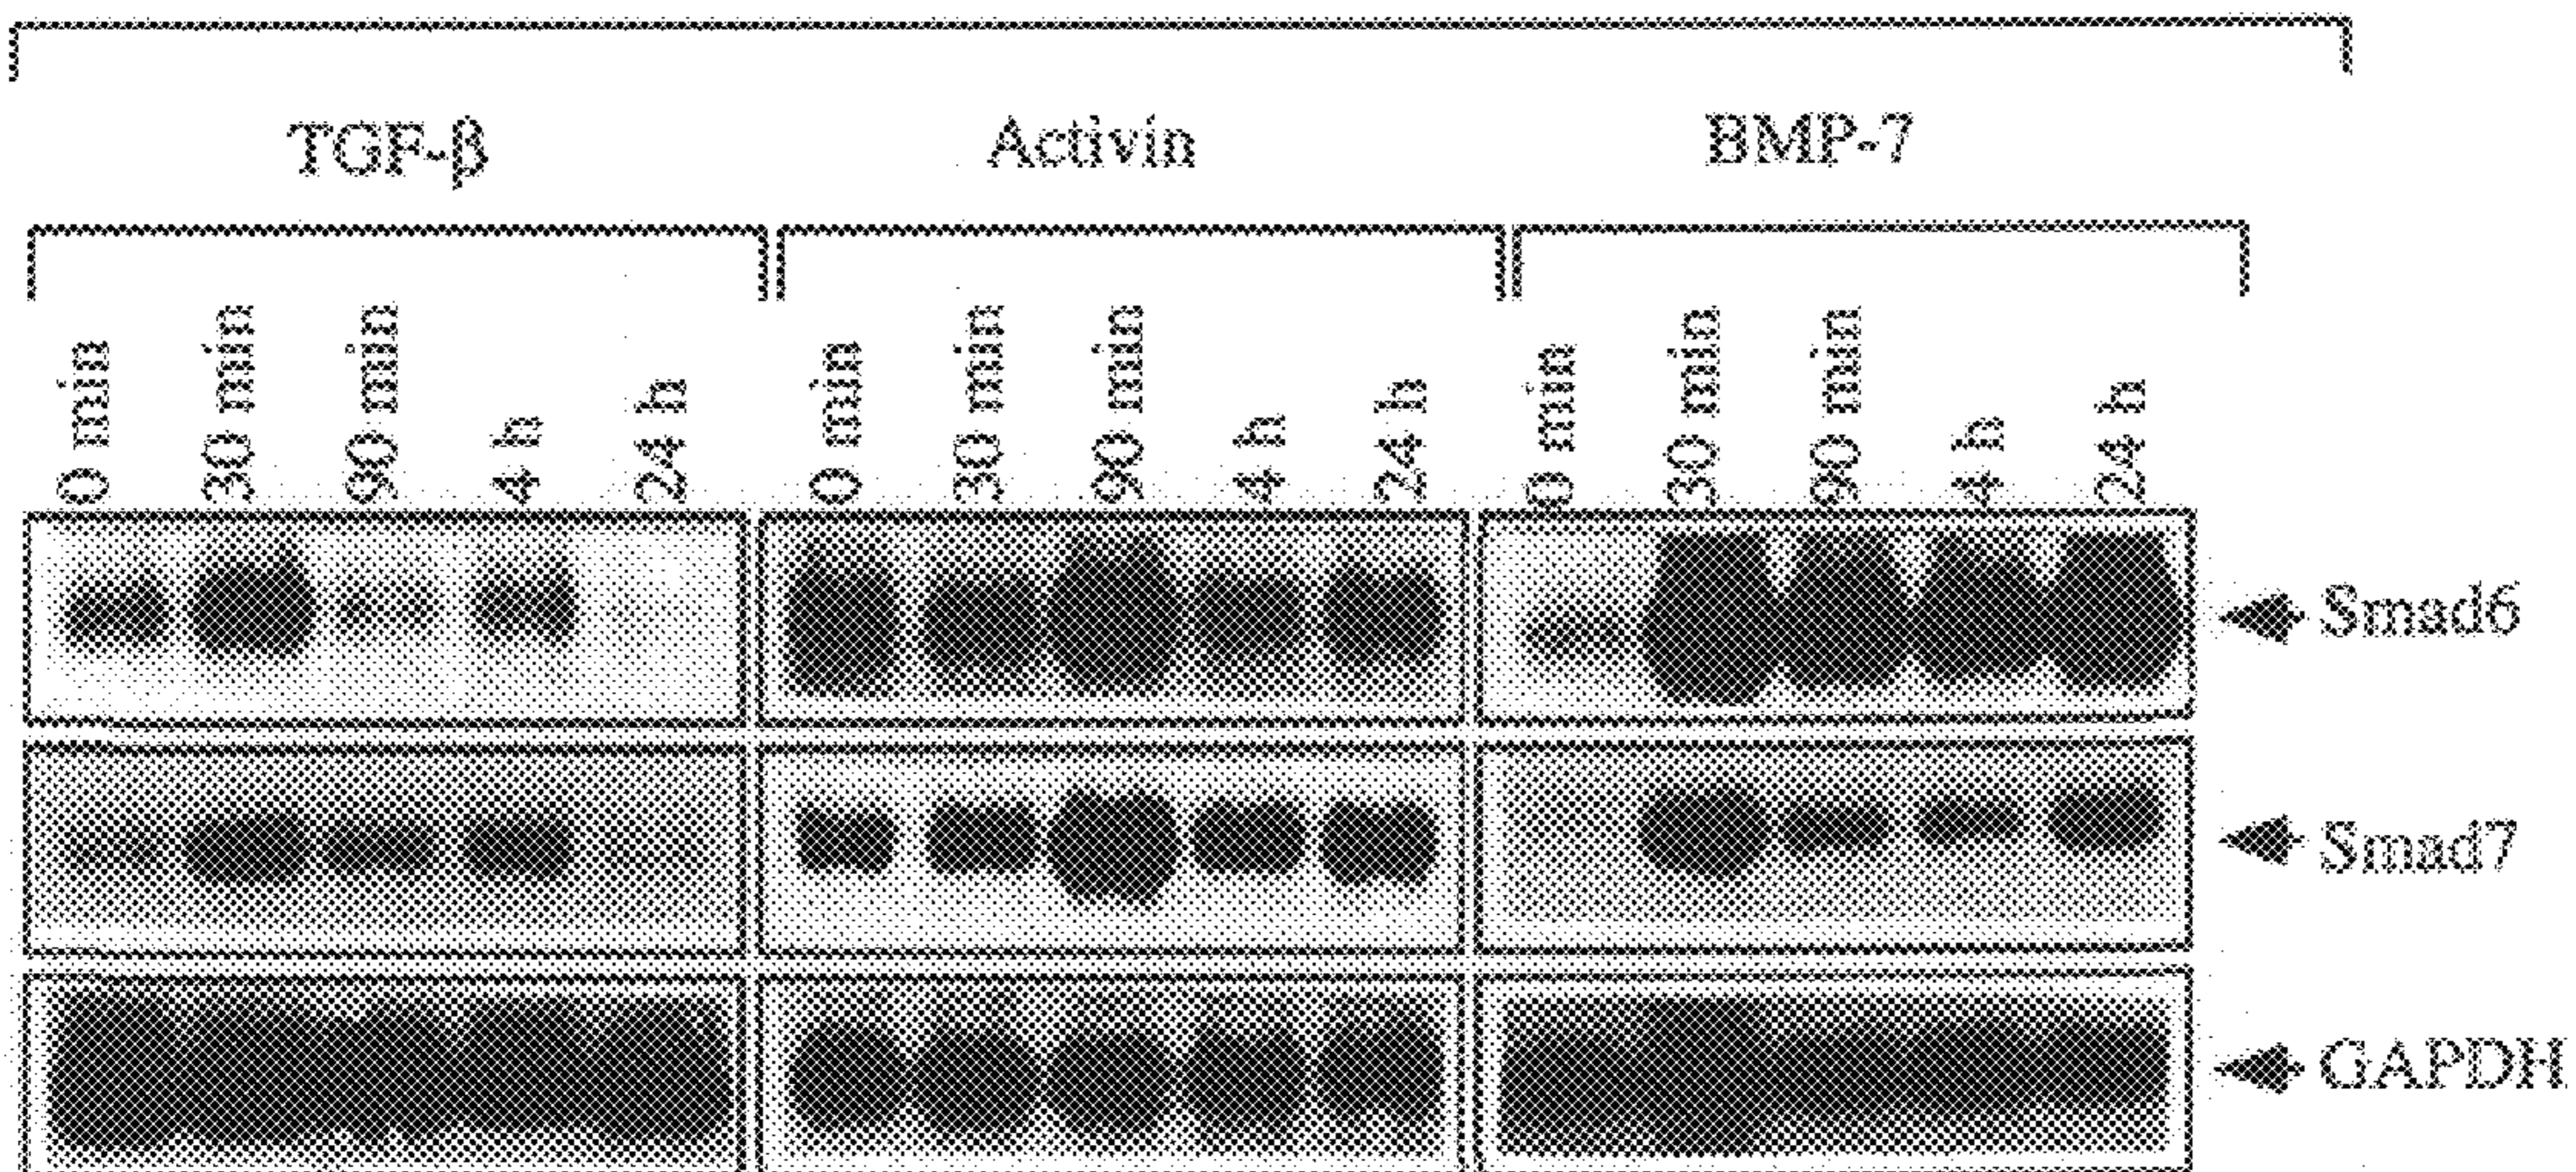 TGF-β Activin BMP-7
0 min 30 min 90 min 4 h 24 h 0 min 30 min 90 min 4 h 24 h 0 min 30 min 90 min 4 h 24 h
Smad6
Smad7
GAPDH